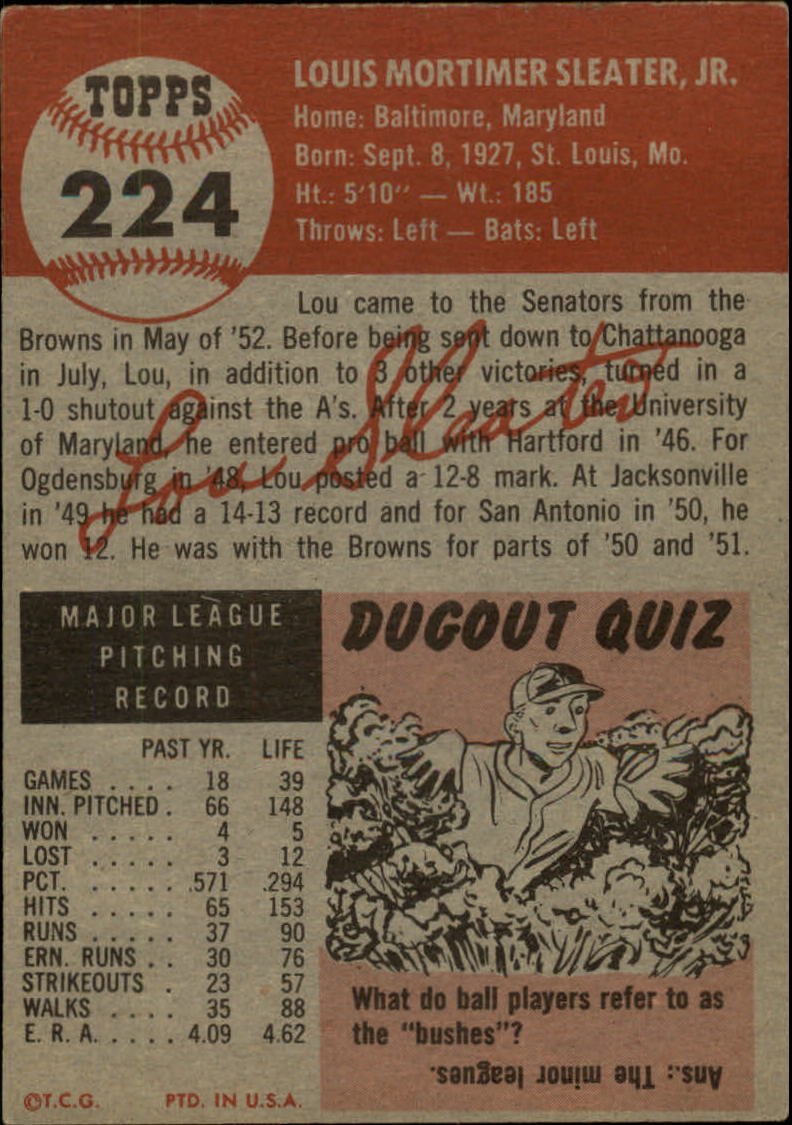 TOPPS
224
LOUIS MORTIMER SLEATER, JR.
Home: Baltimore, Maryland
Born: Sept. 8, 1927, St. Louis, Mo.
Ht.: 5'10" — Wt.: 185
Throws: Left — Bats: Left
Lou came to the Senators from the
Browns in May of '52. Before being sent down to Chattanooga
in July, Lou, in addition to 3 other victories, turned in a
1-0 shutout against the A's. After 2 years at the University
of Maryland, he entered pro ball with Hartford in '46. For
Ogdensburg in '48, Lou posted a 12-8 mark. At Jacksonville
in '49 he had a 14-13 record and for San Antonio in '50, he
won 12. He was with the Browns for parts of '50 and '51.
Lou Sleater
MAJOR LEAGUE
PITCHING
RECORD
PAST YR. LIFE
GAMES . . . . 18 39
INN. PITCHED . 66 148
WON . . . . . 4 5
LOST . . . . . 3 12
PCT. . . . . . .571 .294
HITS . . . . . 65 153
RUNS . . . . . 37 90
ERN. RUNS . . 30 76
STRIKEOUTS . 23 57
WALKS . . . . 35 88
E. R. A. . . . . 4.09 4.62
©T.C.G. PTD. IN U.S.A.
DUGOUT QUIZ
What do ball players refer to as
the "bushes"?
Ans.: The minor leagues.